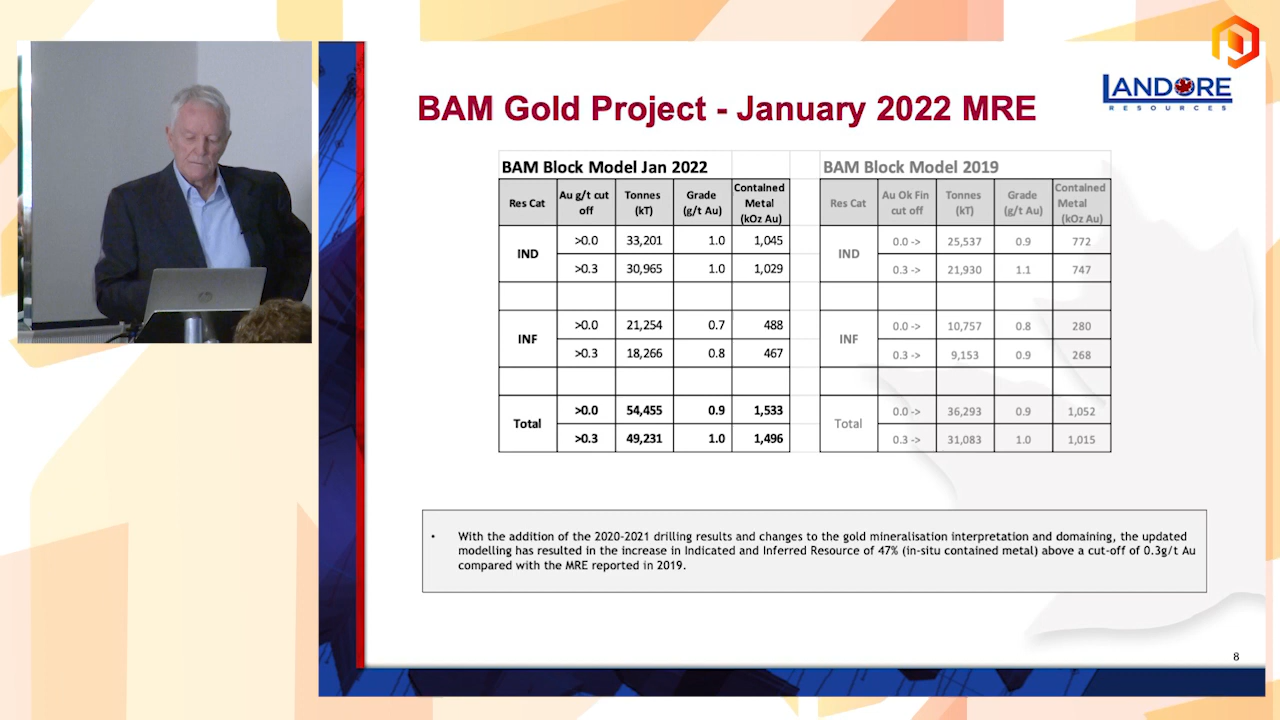 LANDORE
RESOURCES
BAM Gold Project - January 2022 MRE
BAM Block Model Jan 2022
Res Cat Au g/t cut off Tonnes (kT) Grade (g/t Au) Contained Metal (kOz Au)
IND >0.0 33,201 1.0 1,045
>0.3 30,965 1.0 1,029
INF >0.0 21,254 0.7 488
>0.3 18,266 0.8 467
Total >0.0 54,455 0.9 1,533
>0.3 49,231 1.0 1,496
BAM Block Model 2019
Res Cat Au Ok Fin cut off Tonnes (kT) Grade (g/t Au) Contained Metal (kOz Au)
IND 0.0 -> 25,537 0.9 772
0.3 -> 21,930 1.1 747
INF 0.0 -> 10,757 0.8 280
0.3 -> 9,153 0.9 268
Total 0.0 -> 36,293 0.9 1,052
0.3 -> 31,083 1.0 1,015
• With the addition of the 2020-2021 drilling results and changes to the gold mineralisation interpretation and domaining, the updated
modelling has resulted in the increase in Indicated and Inferred Resource of 47% (in-situ contained metal) above a cut-off of 0.3g/t Au
compared with the MRE reported in 2019.
8